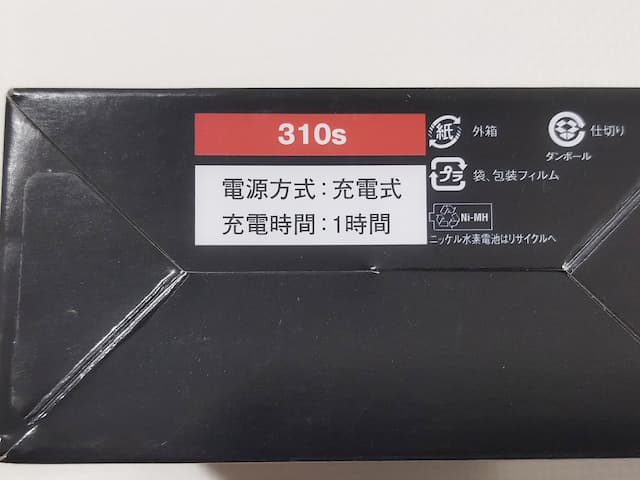 310s
電源方式：充電式
充電時間：1時間
紙 外箱
ダンボール 仕切り
プラ 袋、包装フィルム
Ni-MH
ニッケル水素電池はリサイクルへ